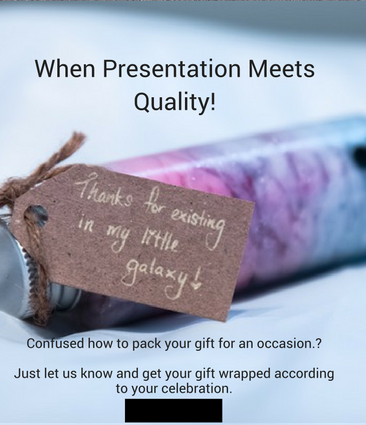 When Presentation Meets
Quality!
Thanks for existing
in my little
galaxy!
Confused how to pack your gift for an occasion.?
Just let us know and get your gift wrapped according
to your celebration.